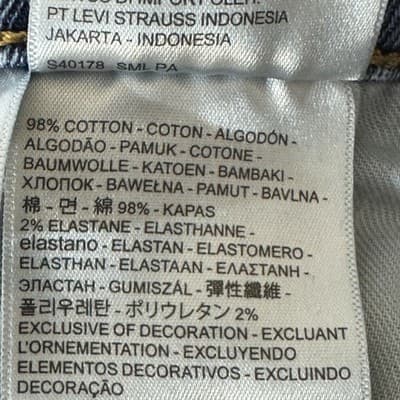 PT LEVI STRAUSS INDONESIA
JAKARTA - INDONESIA
S40178 SML PA
98% COTTON - COTON - ALGODÓN -
ALGODÃO - PAMUK - COTONE -
BAUMWOLLE - KATOEN - BAMBAKI -
ХЛОПОК - BAWEŁNA - PAMUT - BAVLNA -
棉 - 면 - 綿 98% - KAPAS
2% ELASTANE - ELASTHANNE -
elastano - ELASTAN - ELASTOMERO -
ELASTHAN - ELASTAAN - ΕΛΑΣΤΑΝΗ -
ЭЛАСТАН - GUMISZÁL - 彈性纖維 -
폴리우레탄 - ポリウレタン 2%
EXCLUSIVE OF DECORATION - EXCLUANT
L'ORNEMENTATION - EXCLUYENDO
ELEMENTOS DECORATIVOS - EXCLUINDO
DECORAÇÃO